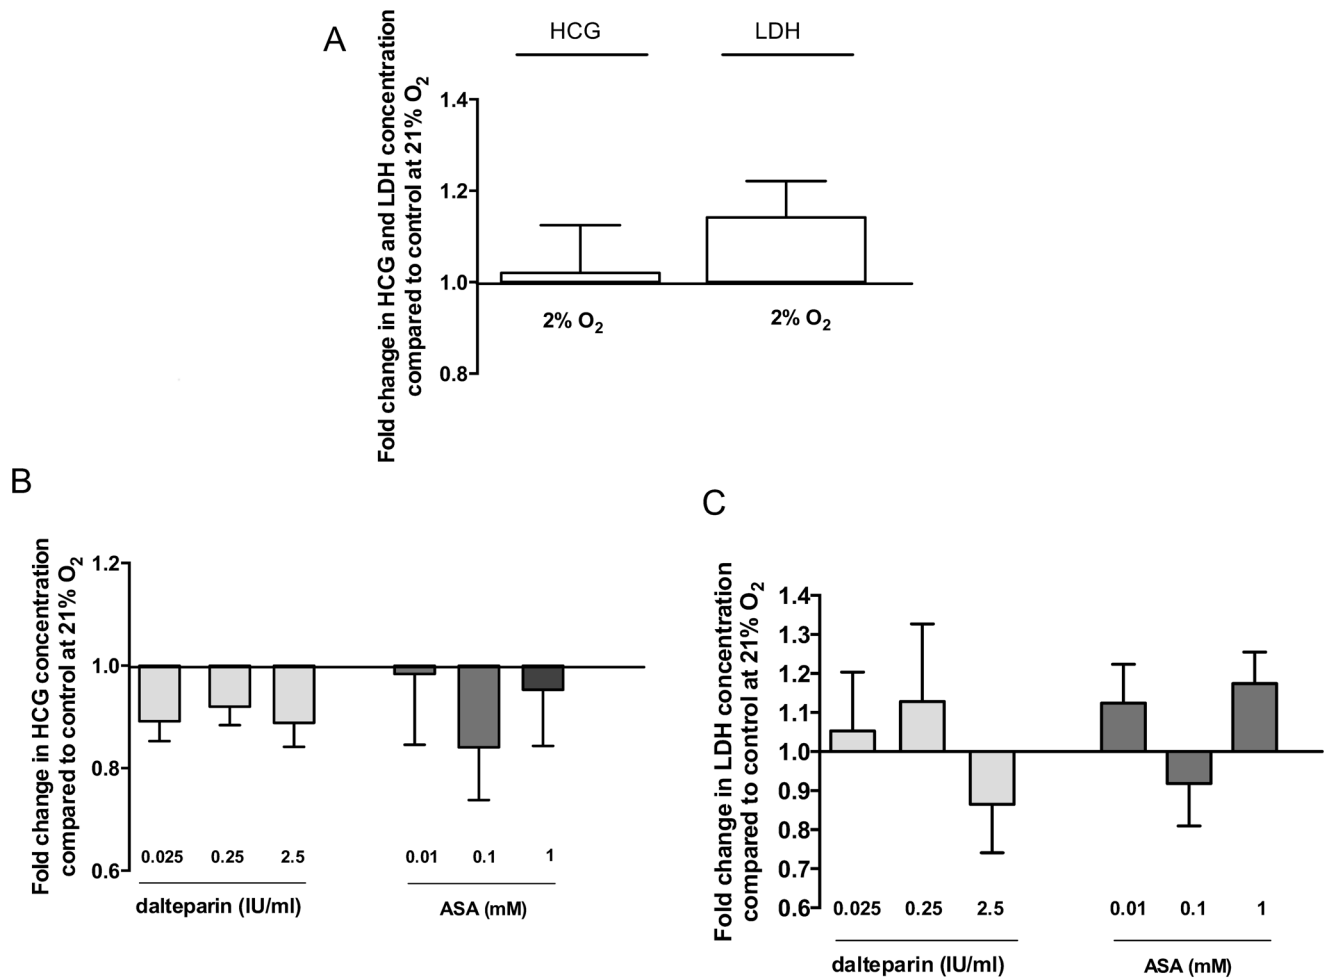 A
HCG
LDH
Fold change in HCG and LDH concentration
compared to control at 21% O2
1.4
1.2
1.0
0.8
2% O2
2% O2
B
Fold change in HCG concentration
compared to control at 21% O2
1.2
1.0
0.8
0.6
0.025 0.25 2.5 0.01 0.1 1
dalteparin (IU/ml) ASA (mM)
C
Fold change in LDH concentration
compared to control at 21% O2
1.4
1.3
1.2
1.1
1.0
0.9
0.8
0.7
0.6
0.025 0.25 2.5 0.01 0.1 1
dalteparin (IU/ml) ASA (mM)